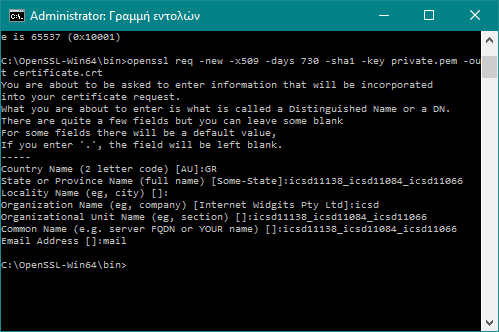 Administrator: Γραμμή εντολών
e is 65537 (0x10001)
C:\OpenSSL-Win64\bin>openssl req -new -x509 -days 730 -sha1 -key private.pem -ou
t certificate.crt
You are about to be asked to enter information that will be incorporated
into your certificate request.
What you are about to enter is what is called a Distinguished Name or a DN.
There are quite a few fields but you can leave some blank
For some fields there will be a default value,
If you enter '.', the field will be left blank.
-----
Country Name (2 letter code) [AU]:GR
State or Province Name (full name) [Some-State]:icsd11138_icsd11084_icsd11066
Locality Name (eg, city) []:
Organization Name (eg, company) [Internet Widgits Pty Ltd]:icsd
Organizational Unit Name (eg, section) []:icsd11138_icsd11084_icsd11066
Common Name (e.g. server FQDN or YOUR name) []:icsd11138_icsd11084_icsd11066
Email Address []:mail
C:\OpenSSL-Win64\bin>